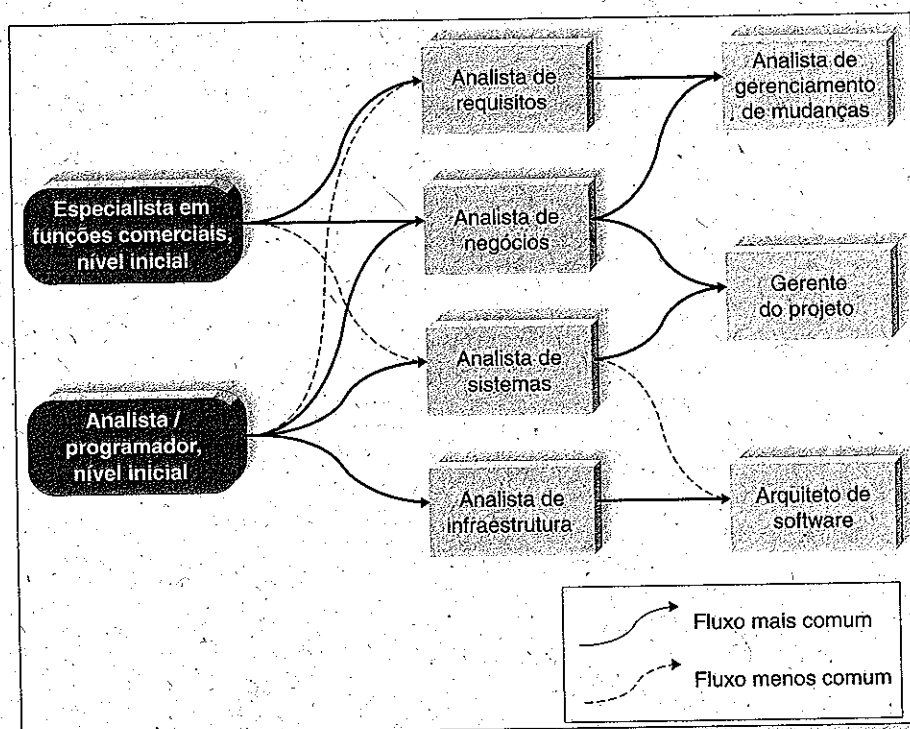 Analista de
requisitos
Analista de
gerenciamento
de mudanças
Especialista em
funções comerciais,
nível inicial
Analista de
negócios
Gerente
do projeto
Analista de
sistemas
Analista /
programador,
nível inicial
Analista de
infraestrutura
Arquiteto de
software
Fluxo mais comum
Fluxo menos comum